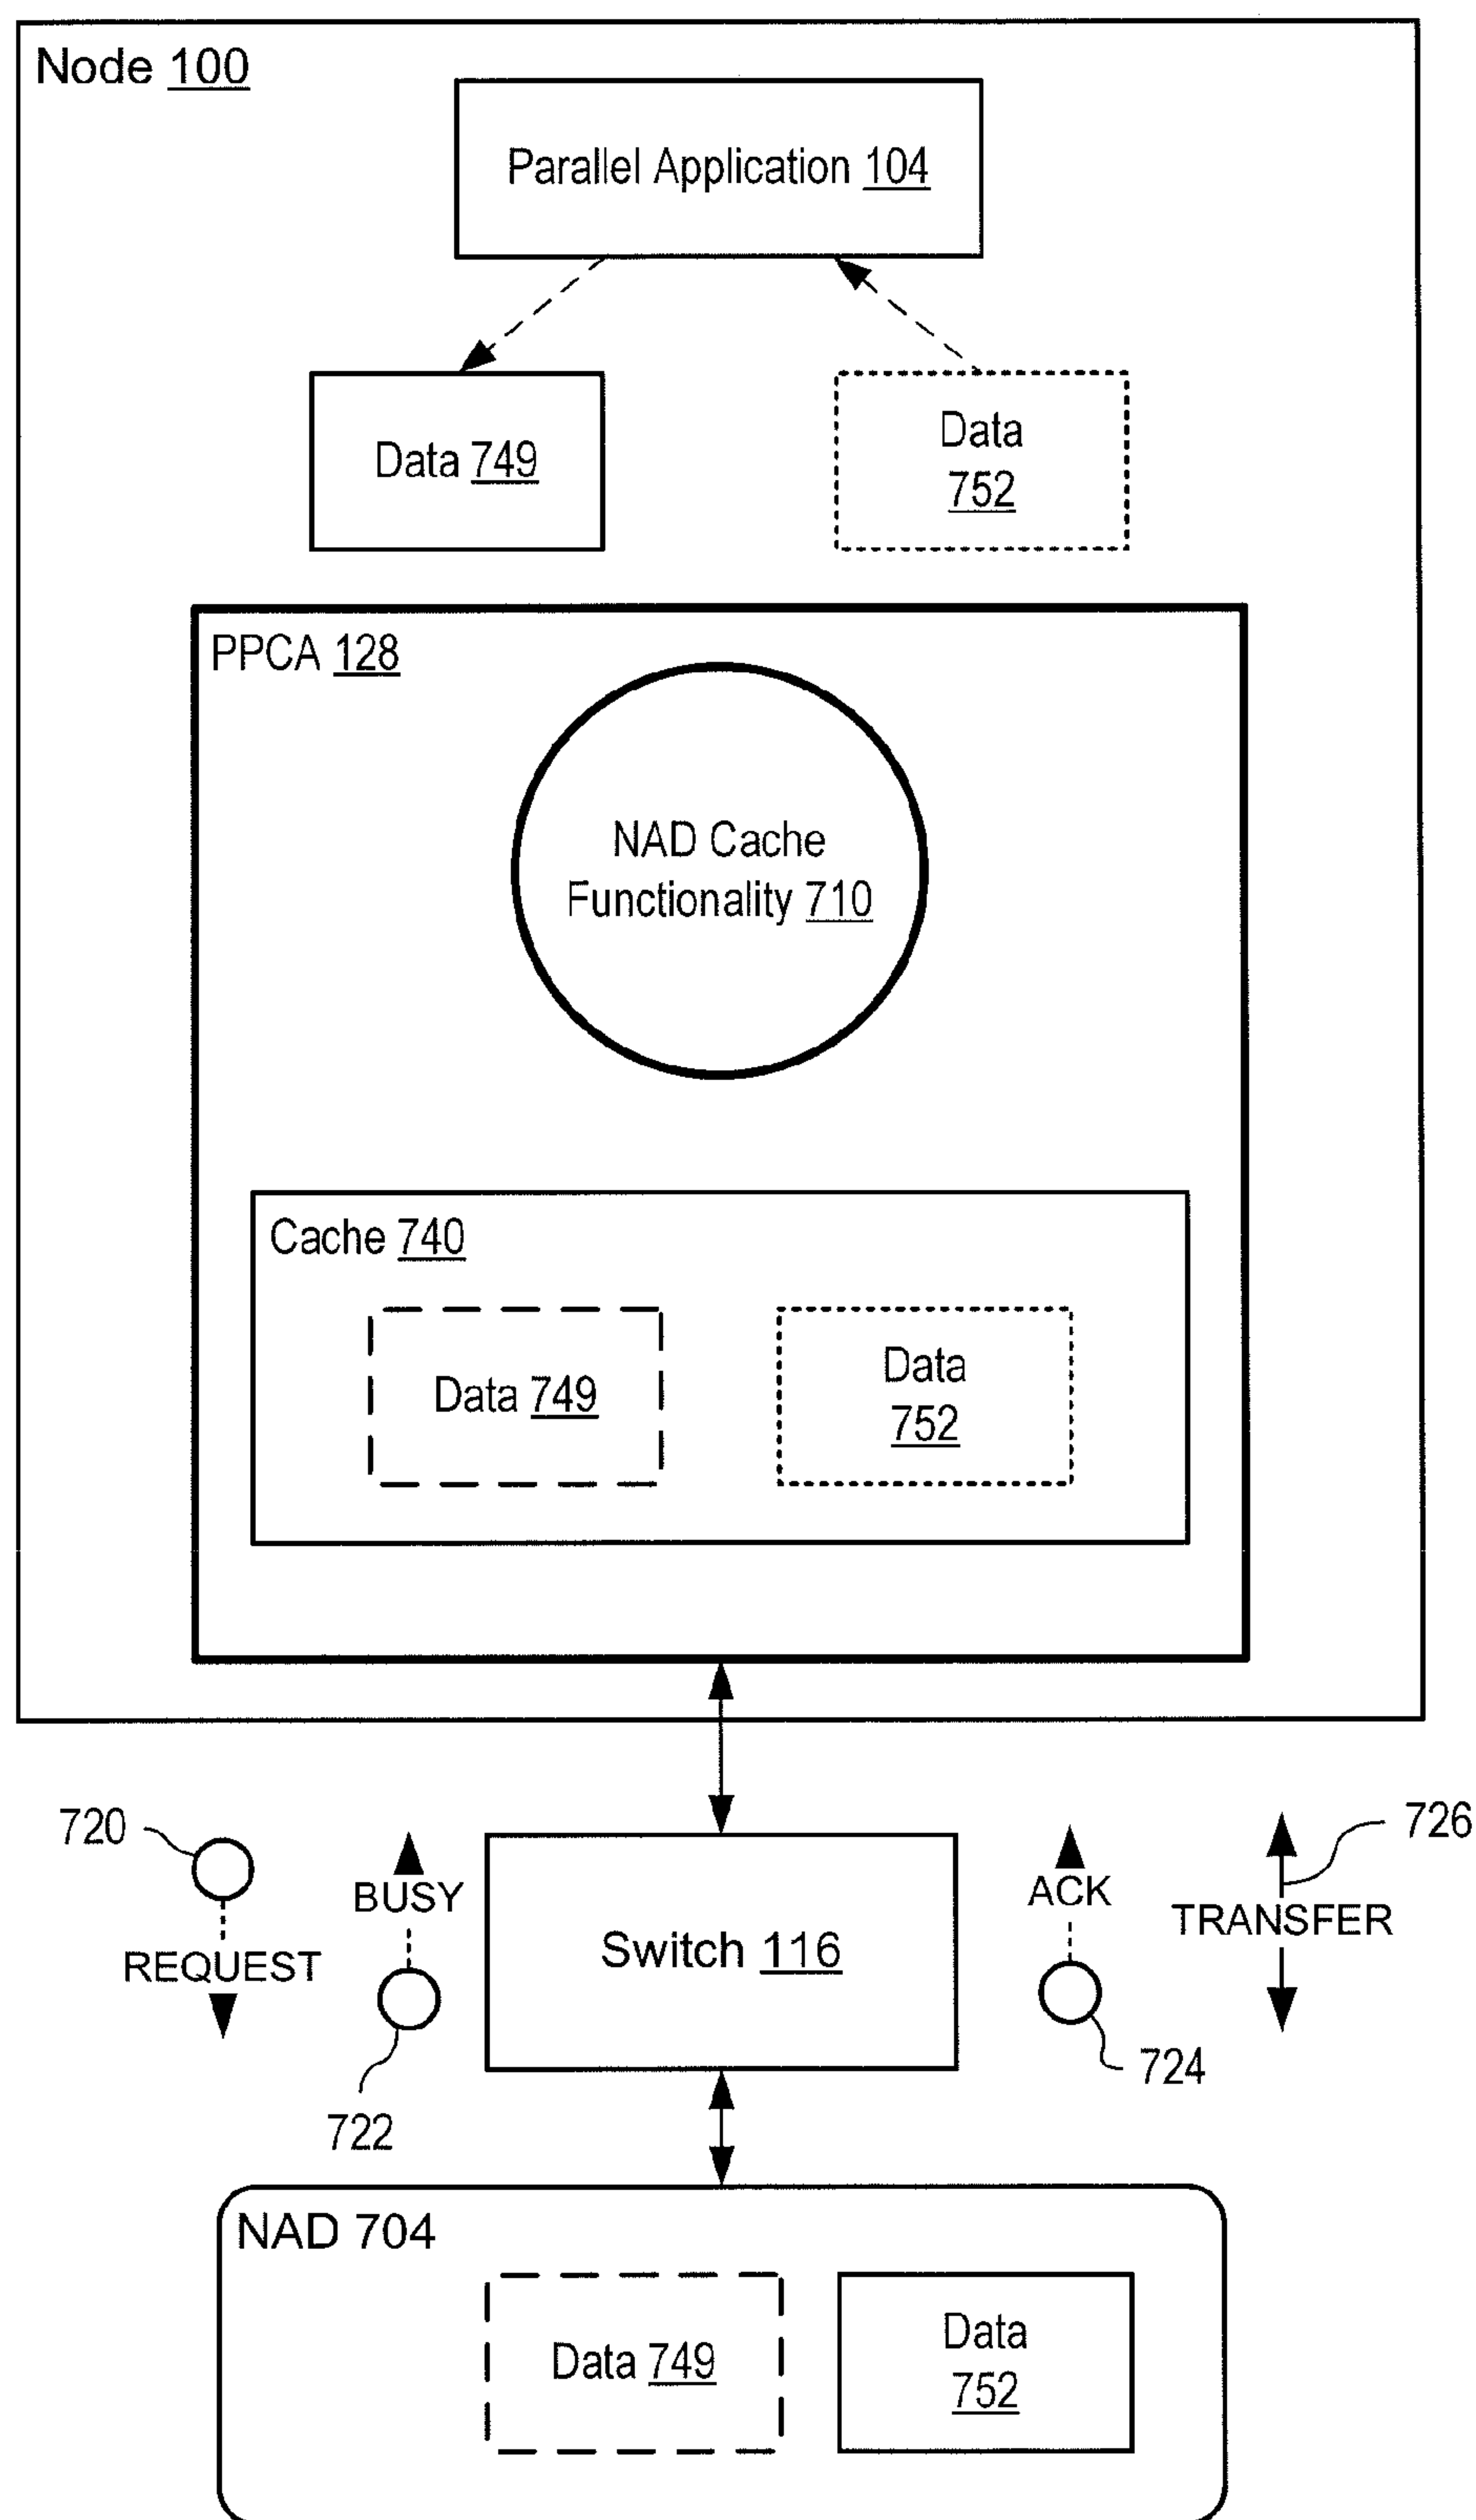 Node 100
Parallel Application 104
Data 749
Data
752
PPCA 128
NAD Cache
Functionality 710
Cache 740
Data 749
Data
752
720
726
BUSY
ACK
TRANSFER
REQUEST
Switch 116
724
722
NAD 704
Data 749
Data
752